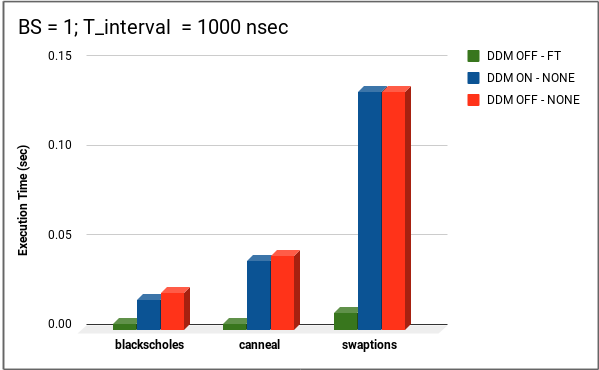 BS = 1; T_interval  = 1000 nsec
0.15
0.10
0.05
0.00
Execution Time (sec)
DDM OFF - FT
DDM ON - NONE
DDM OFF - NONE
blackscholes
canneal
swaptions